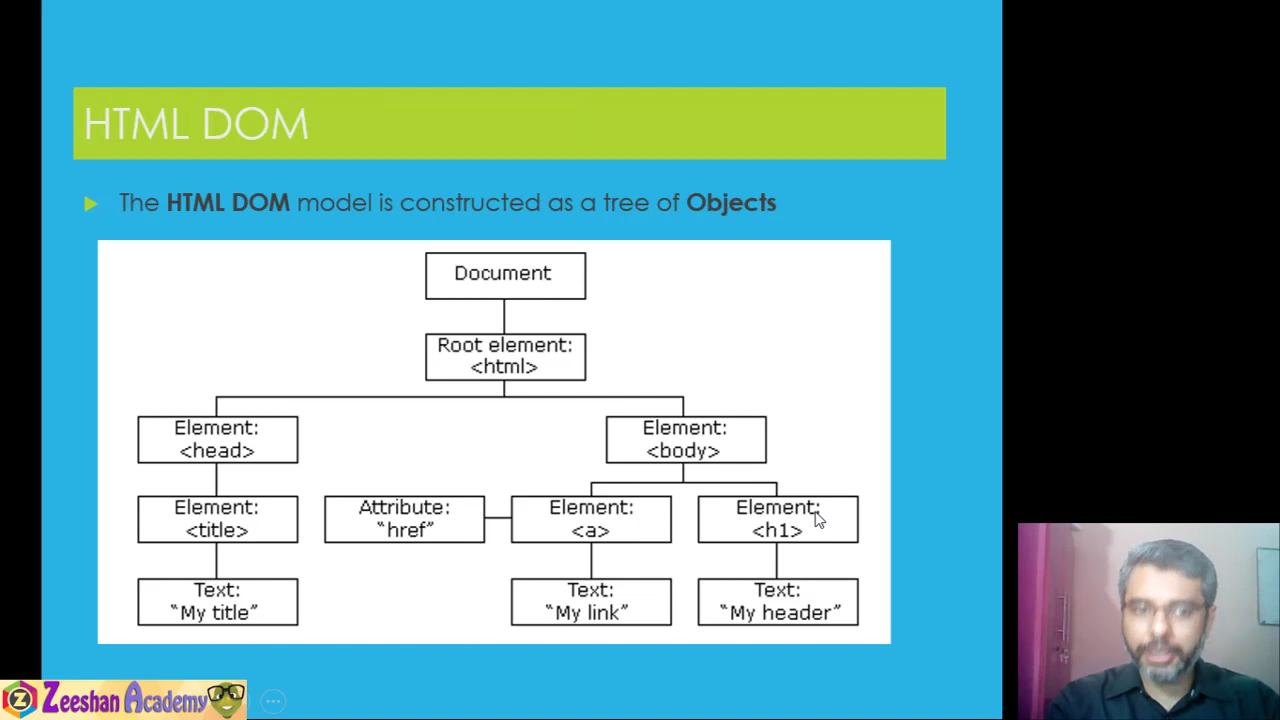 HTML DOM
The HTML DOM model is constructed as a tree of Objects
Document
Root element:
<html>
Element:
<head>
Element:
<body>
Element:
<title>
Attribute:
“href”
Element:
<a>
Element:
<h1>
Text:
“My title”
Text:
“My link”
Text:
“My header”
Z Zeeshan Academy